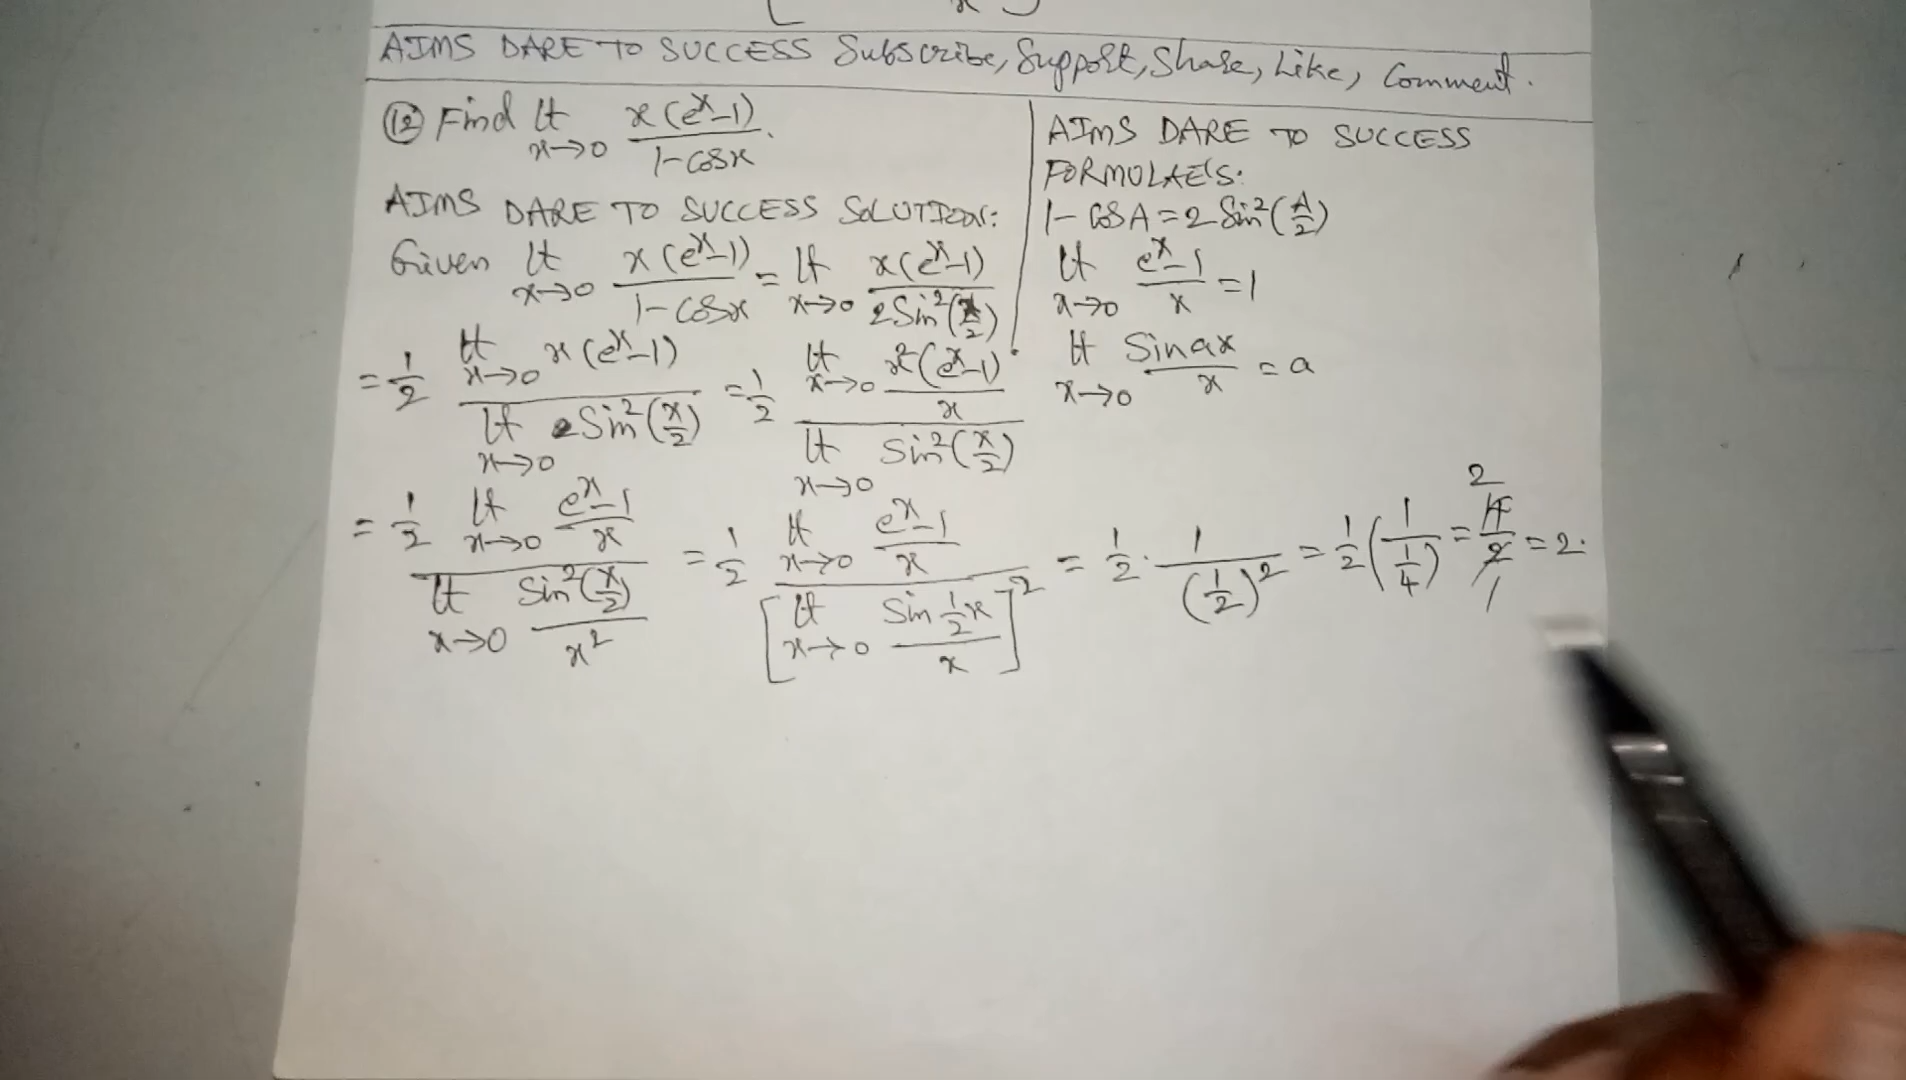 AIMS DARE TO SUCCESS Subscribe, Support, Share, Like, Comment.
⑫ Find lt x→0 x(e^x-1)/(1-cosx).
AIMS DARE TO SUCCESS SOLUTION:
Given lt x→0 x(e^x-1)/(1-cosx) = lt x→0 x(e^x-1)/(2Sin²(x/2))
= 1/2 (lt x→0 x(e^x-1))/(lt x→0 Sin²(x/2)) = 1/2 (lt x→0 x²(e^x-1)/x)/(lt x→0 Sin²(x/2))
= 1/2 (lt x→0 (e^x-1)/x)/(lt x→0 Sin²(x/2)/x²) = 1/2 (lt x→0 (e^x-1)/x)/[lt x→0 (Sin 1/2 x)/x]² = 1/2 · 1/(1/2)² = 1/2 (1/(1/4)) = 4/2 = 2.
2
1
AIMS DARE TO SUCCESS
FORMULAE'S:
1-cosA = 2Sin²(A/2)
lt x→0 (e^x-1)/x = 1
lt x→0 Sinax/x = a